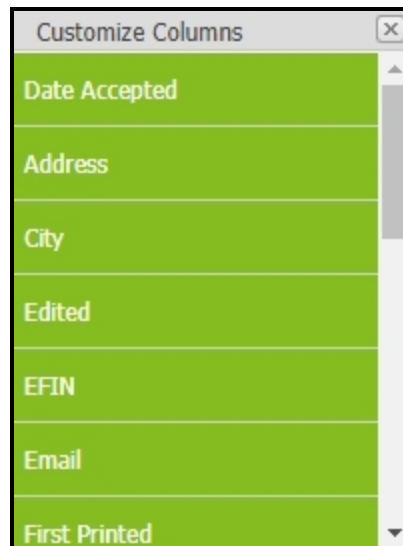 Customize Columns
Date Accepted
Address
City
Edited
EFIN
Email
First Printed